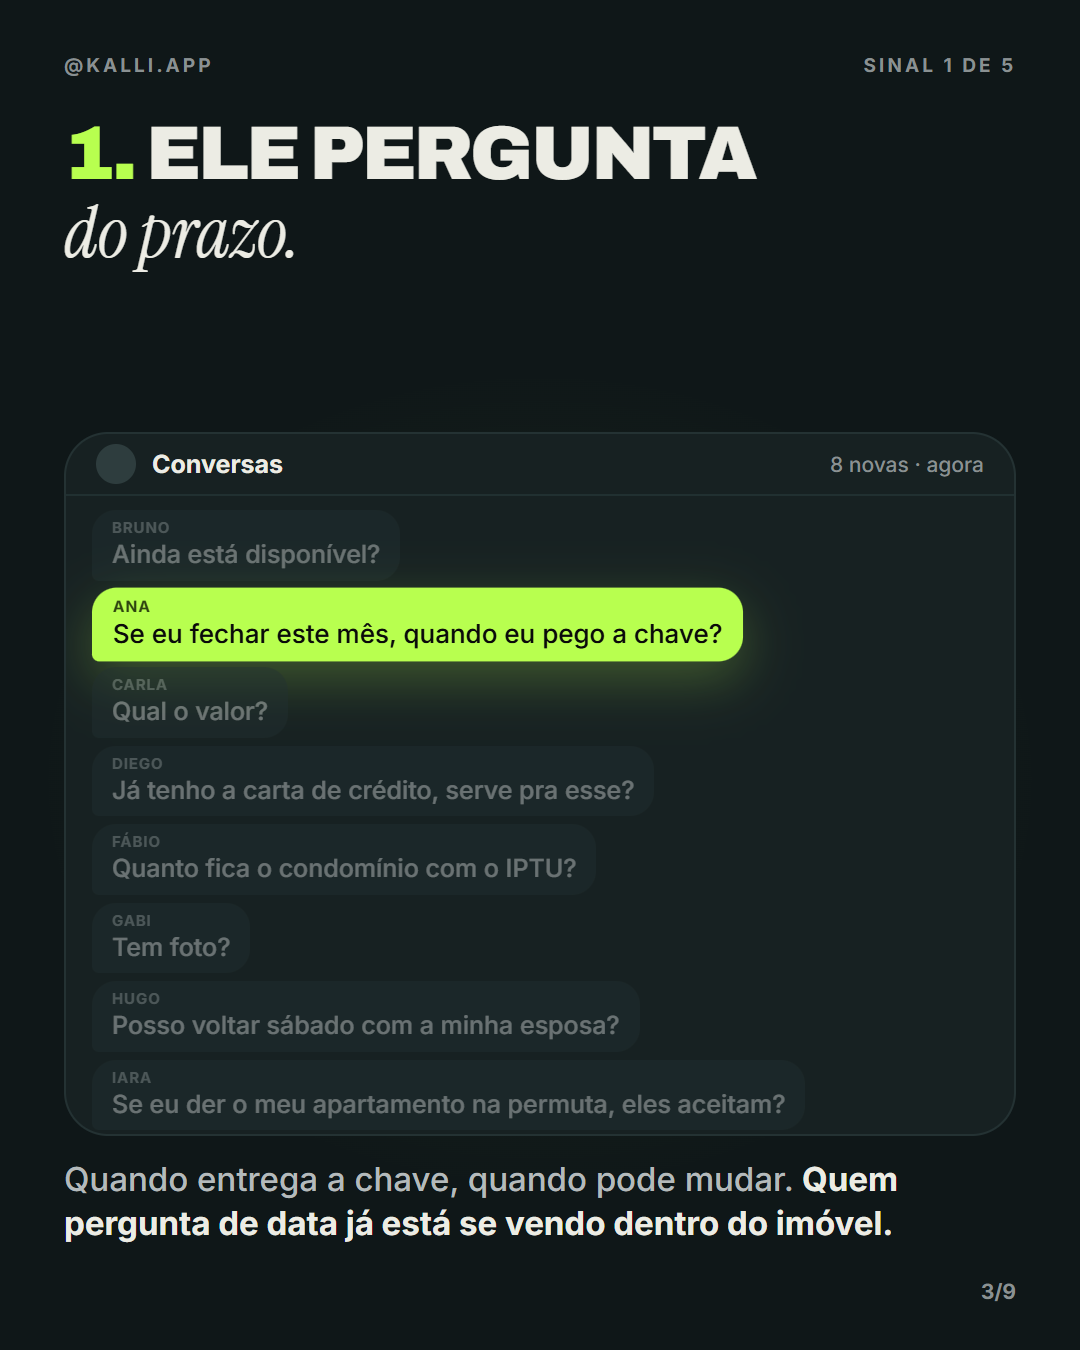 @KALLI.APP
SINAL 1 DE 5
1. ELE PERGUNTA
do prazo.
Conversas
8 novas · agora
BRUNO
Ainda está disponível?
ANA
Se eu fechar este mês, quando eu pego a chave?
CARLA
Qual o valor?
DIEGO
Já tenho a carta de crédito, serve pra esse?
FÁBIO
Quanto fica o condomínio com o IPTU?
GABI
Tem foto?
HUGO
Posso voltar sábado com a minha esposa?
IARA
Se eu der o meu apartamento na permuta, eles aceitam?
Quando entrega a chave, quando pode mudar. Quem
pergunta de data já está se vendo dentro do imóvel.
3/9